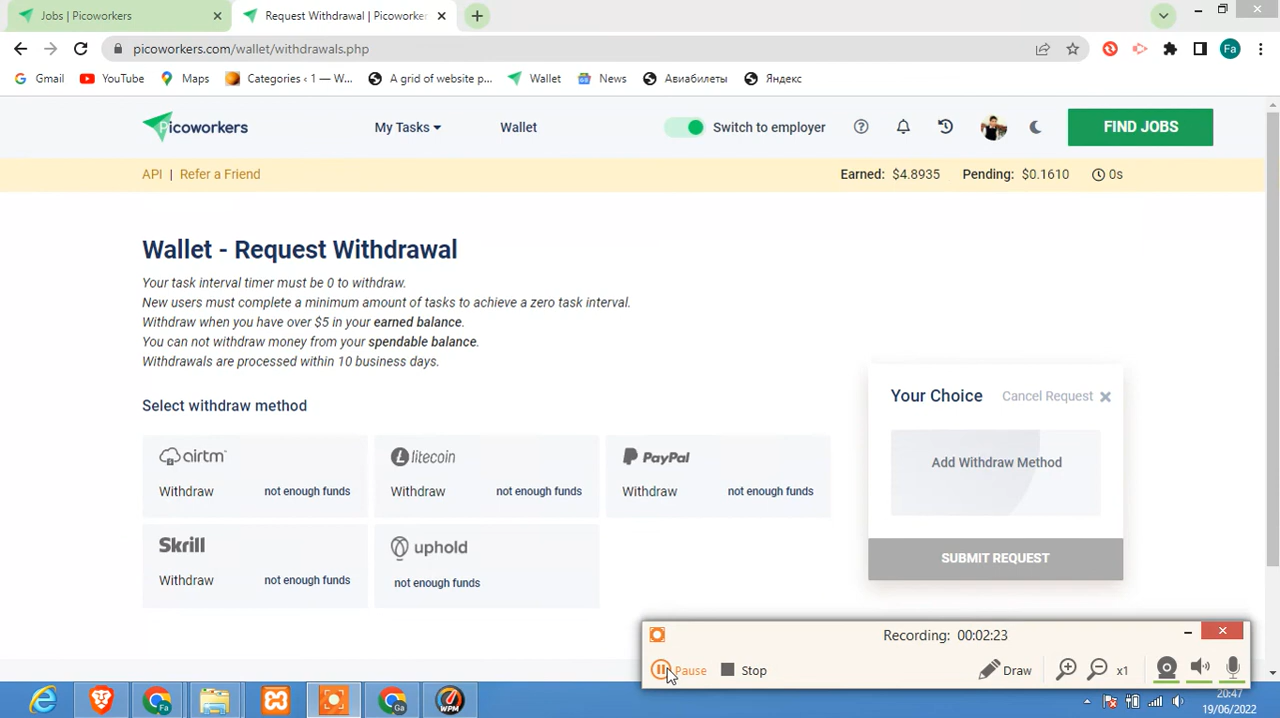 Jobs | Picoworkers
Request Withdrawal | Picoworker
picoworkers.com/wallet/withdrawals.php
Fa
Gmail YouTube Maps Categories ‹ 1 — W... A grid of website p... Wallet News Авиабилеты Яндекс
picoworkers My Tasks Wallet Switch to employer FIND JOBS
API | Refer a Friend Earned: $4.8935 Pending: $0.1610 0s
Wallet - Request Withdrawal
Your task interval timer must be 0 to withdraw.
New users must complete a minimum amount of tasks to achieve a zero task interval.
Withdraw when you have over $5 in your earned balance.
You can not withdraw money from your spendable balance.
Withdrawals are processed within 10 business days.
Select withdraw method
Your Choice Cancel Request
Add Withdraw Method
SUBMIT REQUEST
airtm
Withdraw not enough funds
litecoin
Withdraw not enough funds
PayPal
Withdraw not enough funds
Skrill
Withdraw not enough funds
uphold
not enough funds
Recording: 00:02:23
Pause Stop Draw x1
Fa
Ga
WPM
20:47
19/06/2022